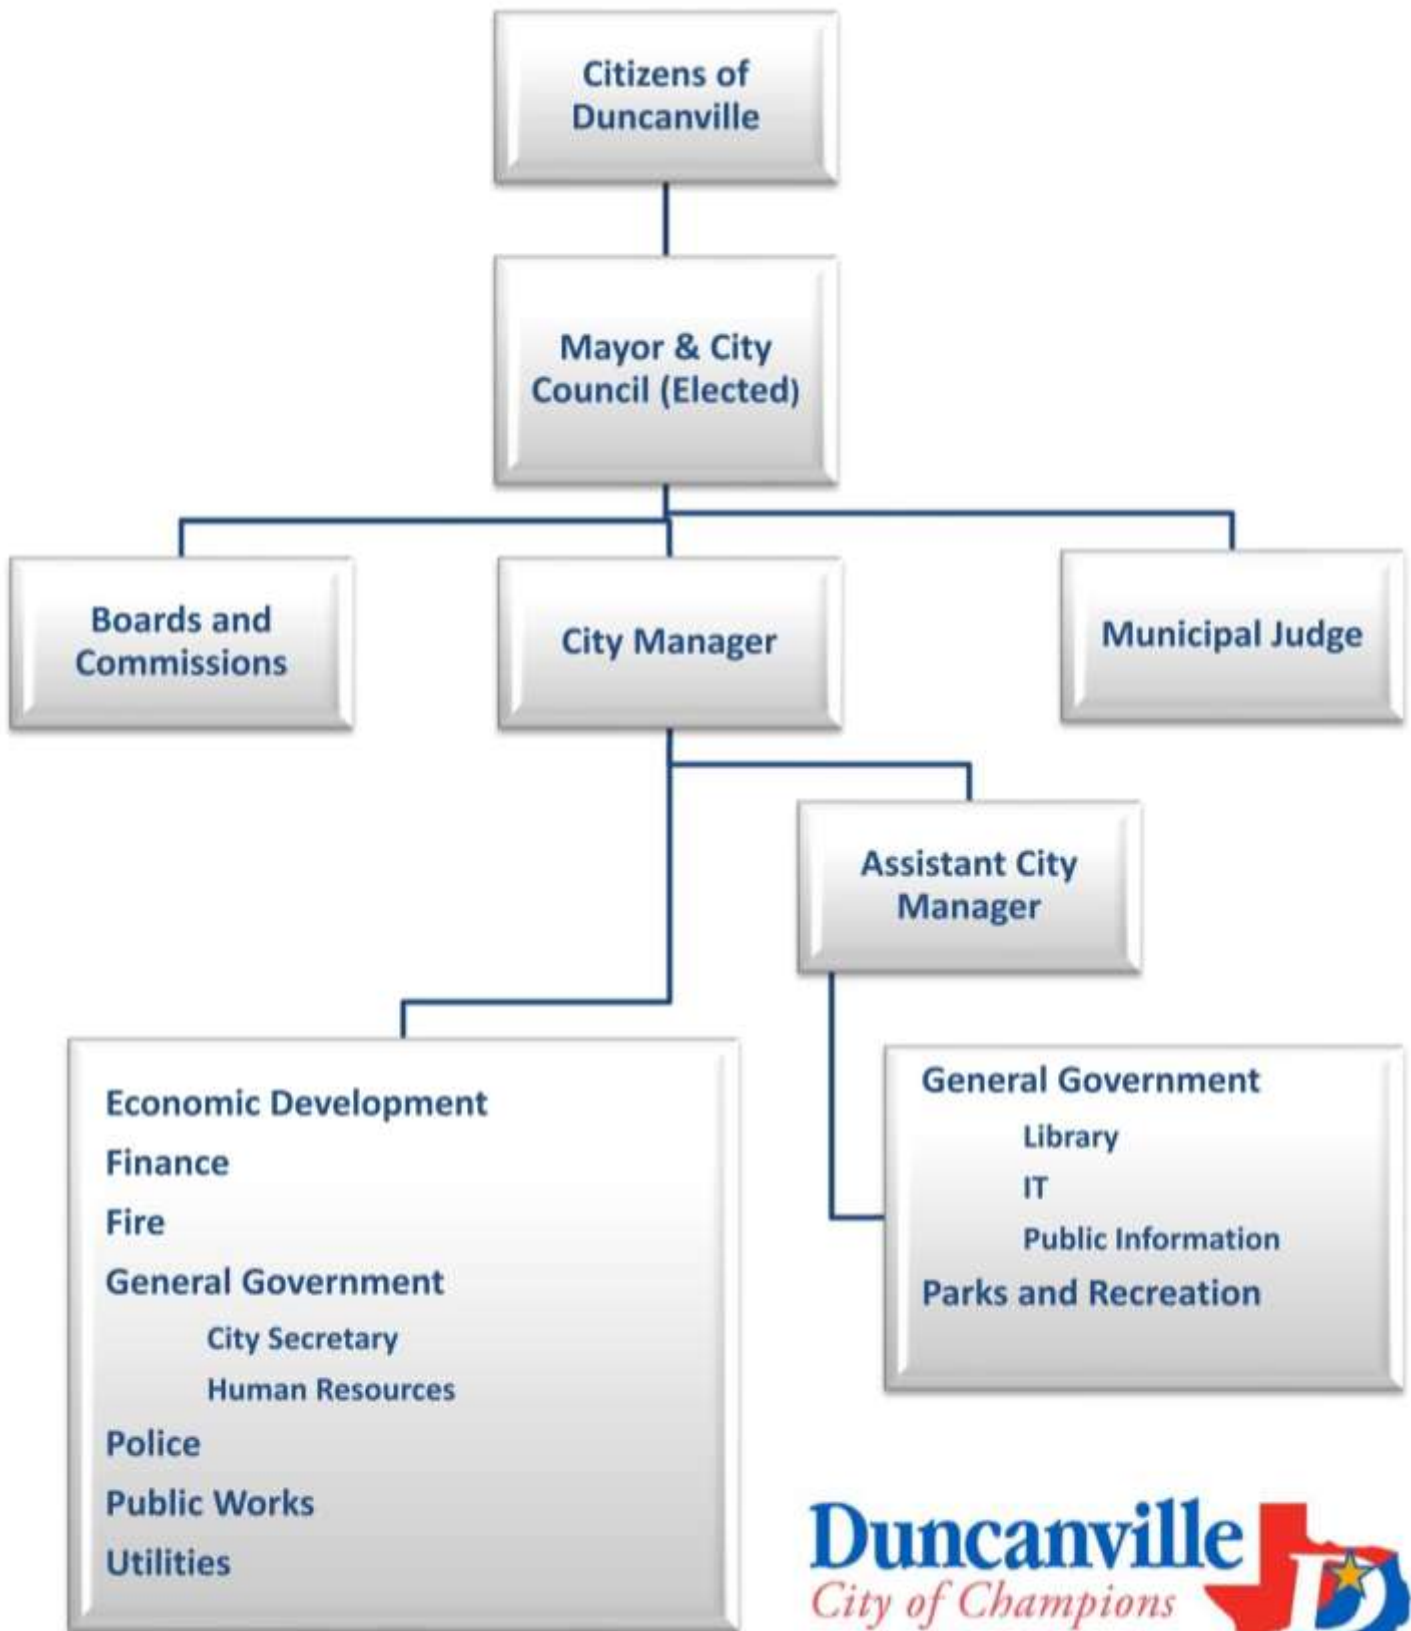 Citizens of
Duncanville
Mayor & City
Council (Elected)
Boards and
Commissions
City Manager
Municipal Judge
Assistant City
Manager
Economic Development
Finance
Fire
General Government
City Secretary
Human Resources
Police
Public Works
Utilities
General Government
Library
IT
Public Information
Parks and Recreation
Duncanville
City of Champions
D